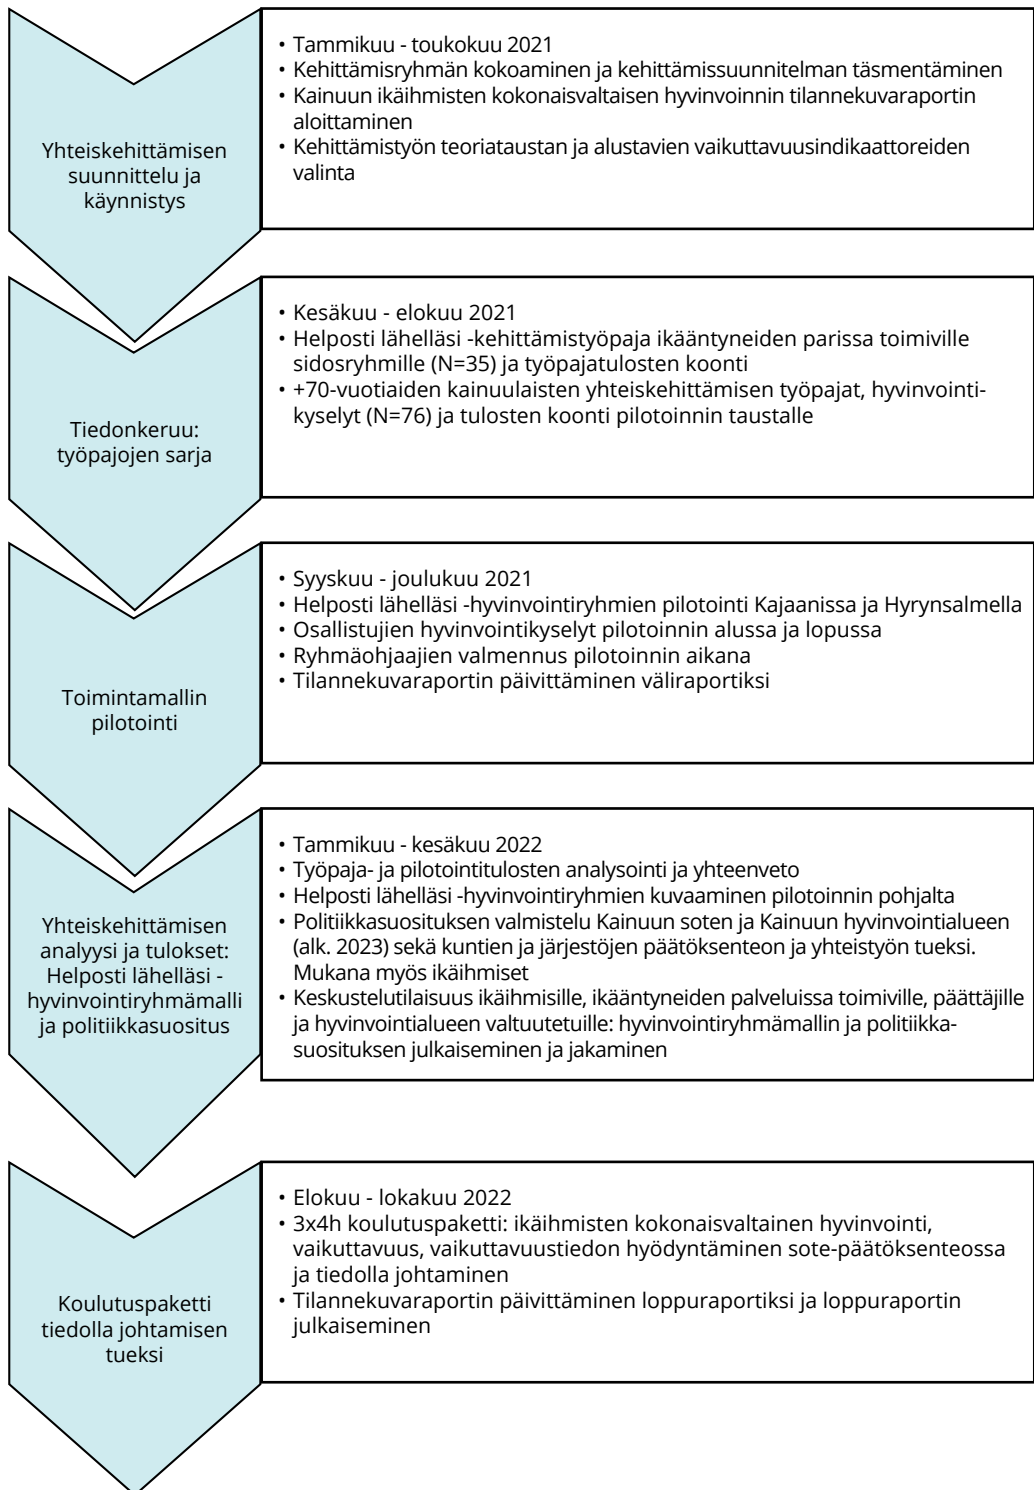 Yhteiskehittämisen
suunnittelu ja
käynnistys
• Tammikuu - toukokuu 2021
• Kehittämisryhmän kokoaminen ja kehittämissuunnitelman täsmentäminen
• Kainuun ikäihmisten kokonaisvaltaisen hyvinvoinnin tilannekuvaraportin
aloittaminen
• Kehittämistyön teoriataustan ja alustavien vaikuttavuusindikaattoreiden
valinta
Tiedonkeruu:
työpajojen sarja
• Kesäkuu - elokuu 2021
• Helposti lähelläsi -kehittämistyöpaja ikääntyneiden parissa toimiville
sidosryhmille (N=35) ja työpajatulosten koonti
• +70-vuotiaiden kainuulaisten yhteiskehittämisen työpajat, hyvinvointi-
kyselyt (N=76) ja tulosten koonti pilotoinnin taustalle
Toimintamallin
pilotointi
• Syyskuu - joulukuu 2021
• Helposti lähelläsi -hyvinvointiryhmien pilotointi Kajaanissa ja Hyrynsalmella
• Osallistujien hyvinvointikyselyt pilotoinnin alussa ja lopussa
• Ryhmäohjaajien valmennus pilotoinnin aikana
• Tilannekuvaraportin päivittäminen väliraportiksi
Yhteiskehittämisen
analyysi ja tulokset:
Helposti lähelläsi -
hyvinvointiryhmämalli
ja politiikkasuositus
• Tammikuu - kesäkuu 2022
• Työpaja- ja pilotointitulosten analysointi ja yhteenveto
• Helposti lähelläsi -hyvinvointiryhmien kuvaaminen pilotoinnin pohjalta
• Politiikkasuosituksen valmistelu Kainuun soten ja Kainuun hyvinvointialueen
(alk. 2023) sekä kuntien ja järjestöjen päätöksenteon ja yhteistyön tueksi.
Mukana myös ikäihmiset
• Keskustelutilaisuus ikäihmisille, ikääntyneiden palveluissa toimiville, päättäjille
ja hyvinvointialueen valtuutetuille: hyvinvointiryhmämallin ja politiikka-
suosituksen julkaiseminen ja jakaminen
Koulutuspaketti
tiedolla johtamisen
tueksi
• Elokuu - lokakuu 2022
• 3x4h koulutuspaketti: ikäihmisten kokonaisvaltainen hyvinvointi,
vaikuttavuus, vaikuttavuustiedon hyödyntäminen sote-päätöksenteossa
ja tiedolla johtaminen
• Tilannekuvaraportin päivittäminen loppuraportiksi ja loppuraportin
julkaiseminen